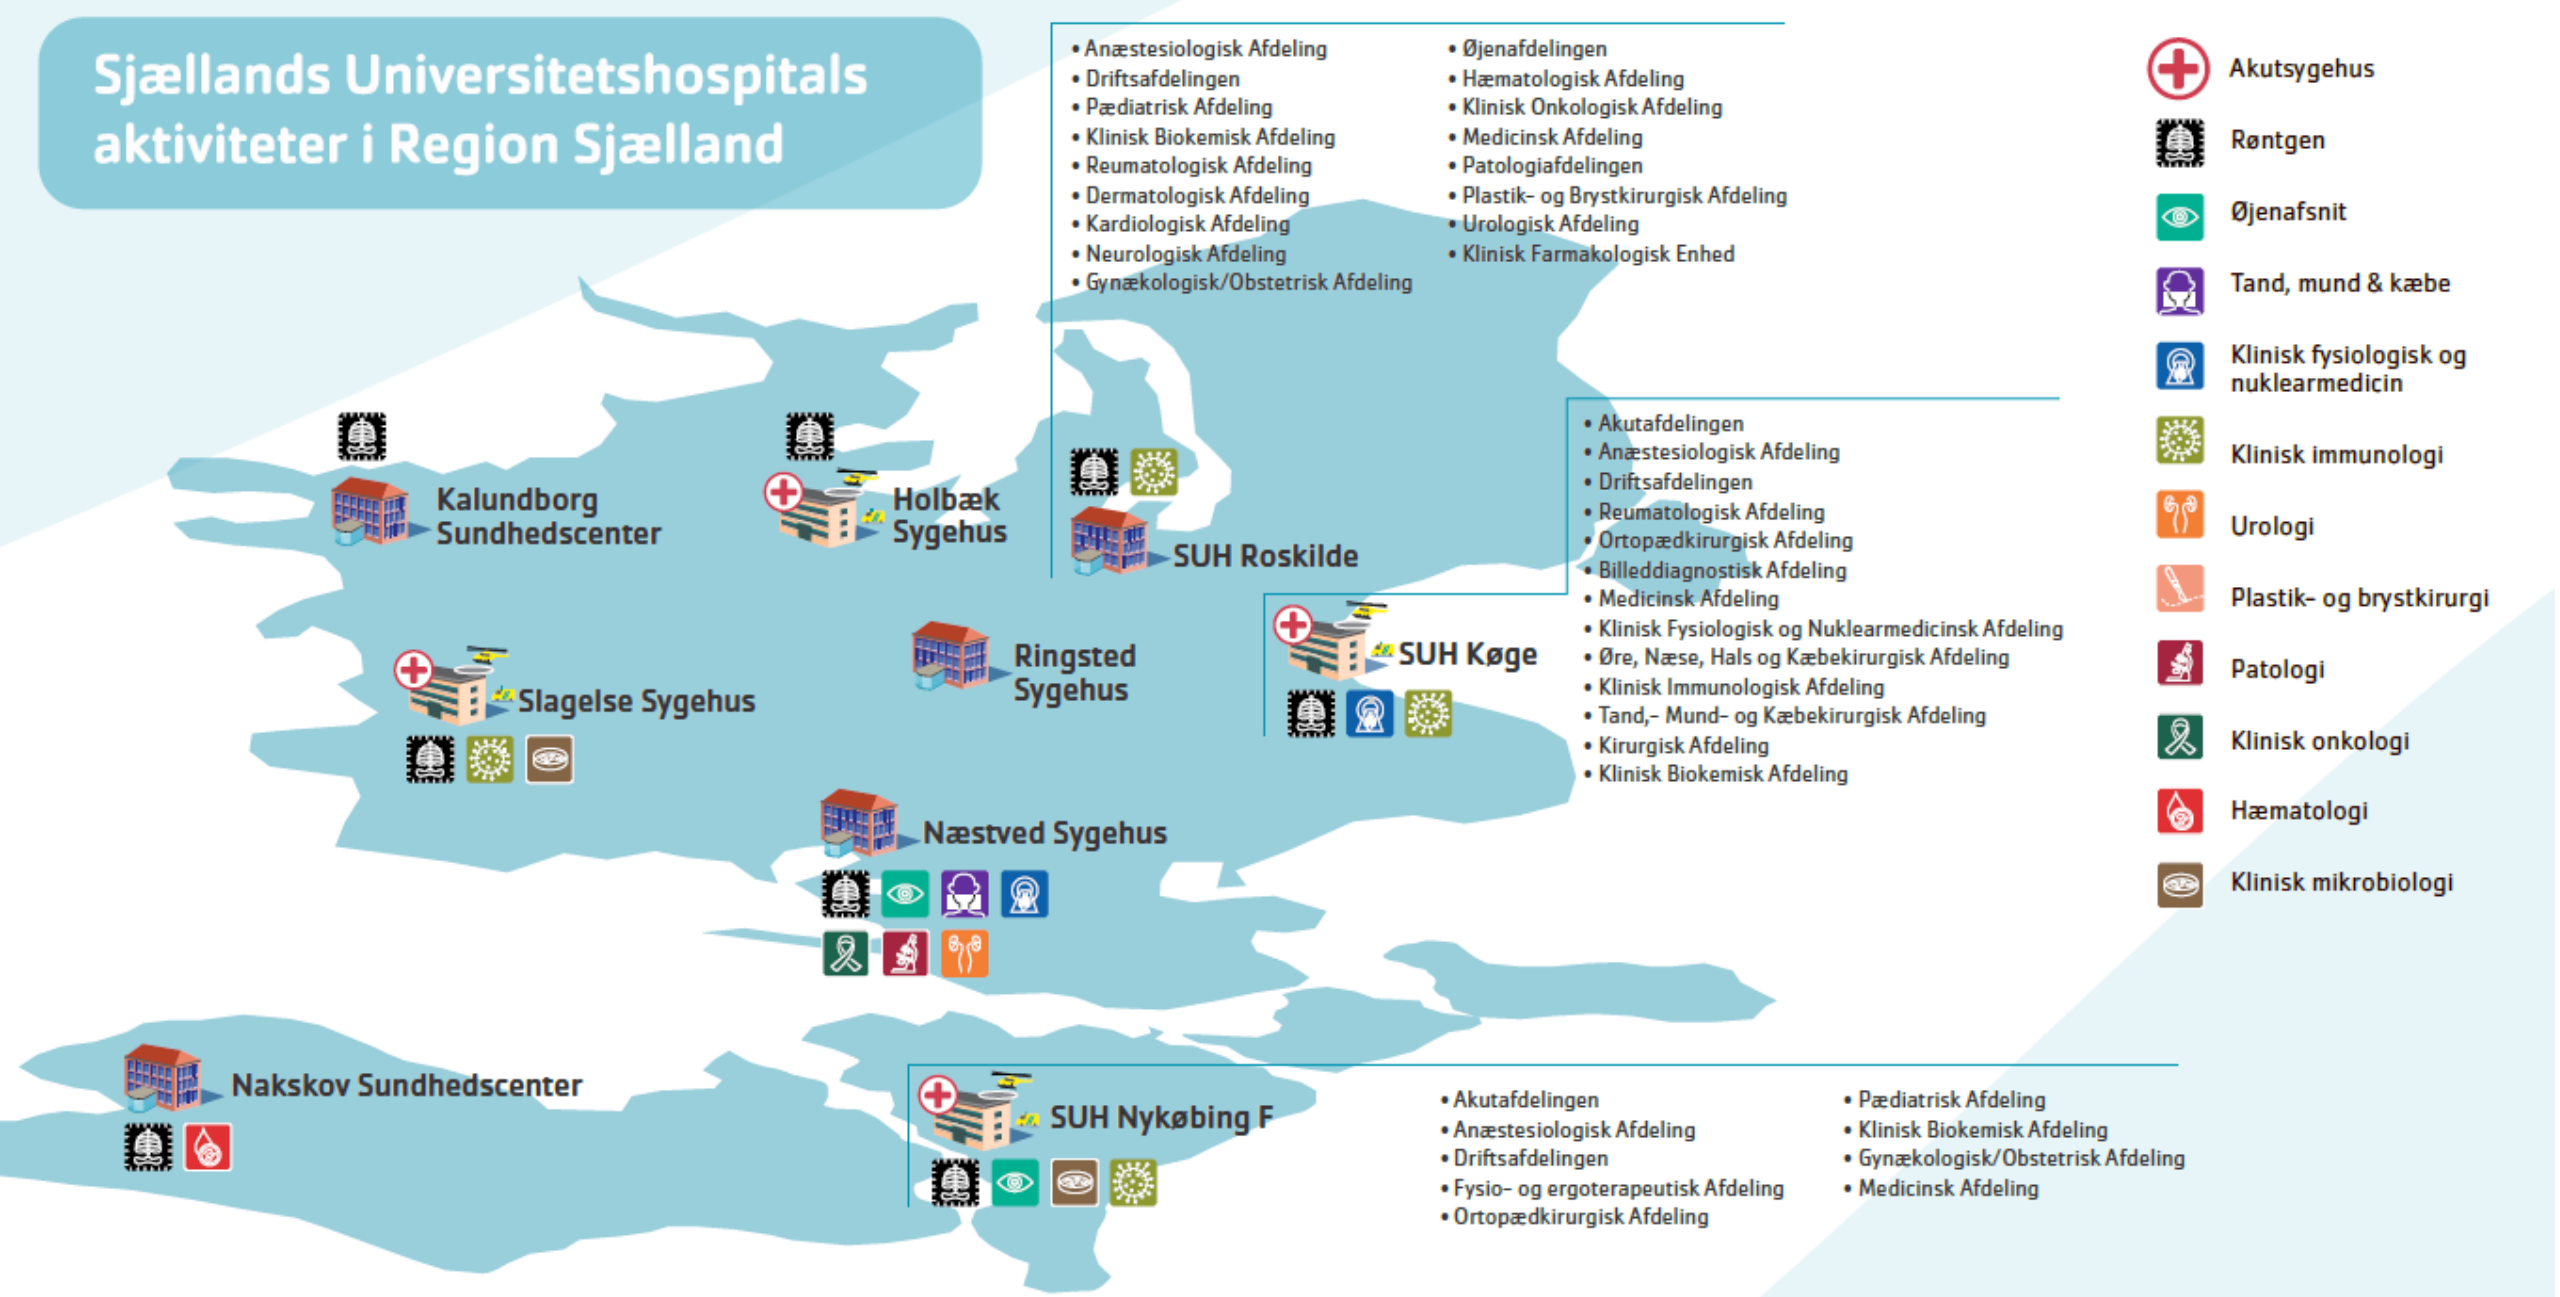 Sjællands Universitetshospitals
aktiviteter i Region Sjælland
• Anæstesiologisk Afdeling
• Driftsafdelingen
• Pædiatrisk Afdeling
• Klinisk Biokemisk Afdeling
• Reumatologisk Afdeling
• Dermatologisk Afdeling
• Kardiologisk Afdeling
• Neurologisk Afdeling
• Gynækologisk/Obstetrisk Afdeling
• Øjenafdelingen
• Hæmatologisk Afdeling
• Klinisk Onkologisk Afdeling
• Medicinsk Afdeling
• Patologiafdelingen
• Plastik- og Brystkirurgisk Afdeling
• Urologisk Afdeling
• Klinisk Farmakologisk Enhed
Kalundborg
Sundhedscenter
Holbæk
Sygehus
SUH Roskilde
• Akutafdelingen
• Anæstesiologisk Afdeling
• Driftsafdelingen
• Reumatologisk Afdeling
• Ortopædkirurgisk Afdeling
• Billeddiagnostisk Afdeling
• Medicinsk Afdeling
• Klinisk Fysiologisk og Nuklearmedicinsk Afdeling
• Øre, Næse, Hals og Kæbekirurgisk Afdeling
• Klinisk Immunologisk Afdeling
• Tand,- Mund- og Kæbekirurgisk Afdeling
• Kirurgisk Afdeling
• Klinisk Biokemisk Afdeling
Slagelse Sygehus
Ringsted
Sygehus
SUH Køge
Næstved Sygehus
Nakskov Sundhedscenter
SUH Nykøbing F
• Akutafdelingen
• Anæstesiologisk Afdeling
• Driftsafdelingen
• Fysio- og ergoterapeutisk Afdeling
• Ortopædkirurgisk Afdeling
• Pædiatrisk Afdeling
• Klinisk Biokemisk Afdeling
• Gynækologisk/Obstetrisk Afdeling
• Medicinsk Afdeling
Akutsygehus
Røntgen
Øjenafsnit
Tand, mund & kæbe
Klinisk fysiologisk og
nuklearmedicin
Klinisk immunologi
Urologi
Plastik- og brystkirurgi
Patologi
Klinisk onkologi
Hæmatologi
Klinisk mikrobiologi